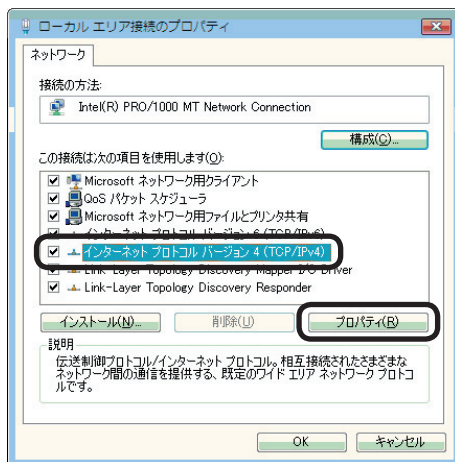 ローカル エリア接続のプロパティ
ネットワーク
接続の方法:
Intel(R) PRO/1000 MT Network Connection
構成(C)...
この接続は次の項目を使用します(O):
Microsoft ネットワーク用クライアント
QoS パケット スケジューラ
Microsoft ネットワーク用ファイルとプリンタ共有
インターネット プロトコル バージョン 6 (TCP/IPv6)
インターネット プロトコル バージョン 4 (TCP/IPv4)
Link-Layer Topology Discovery Mapper I/O Driver
Link-Layer Topology Discovery Responder
インストール(N)...
削除(U)
プロパティ(R)
説明
伝送制御プロトコル/インターネット プロトコル。相互接続されたさまざまな
ネットワーク間の通信を提供する、既定のワイド エリア ネットワーク プロトコ
ルです。
OK
キャンセル